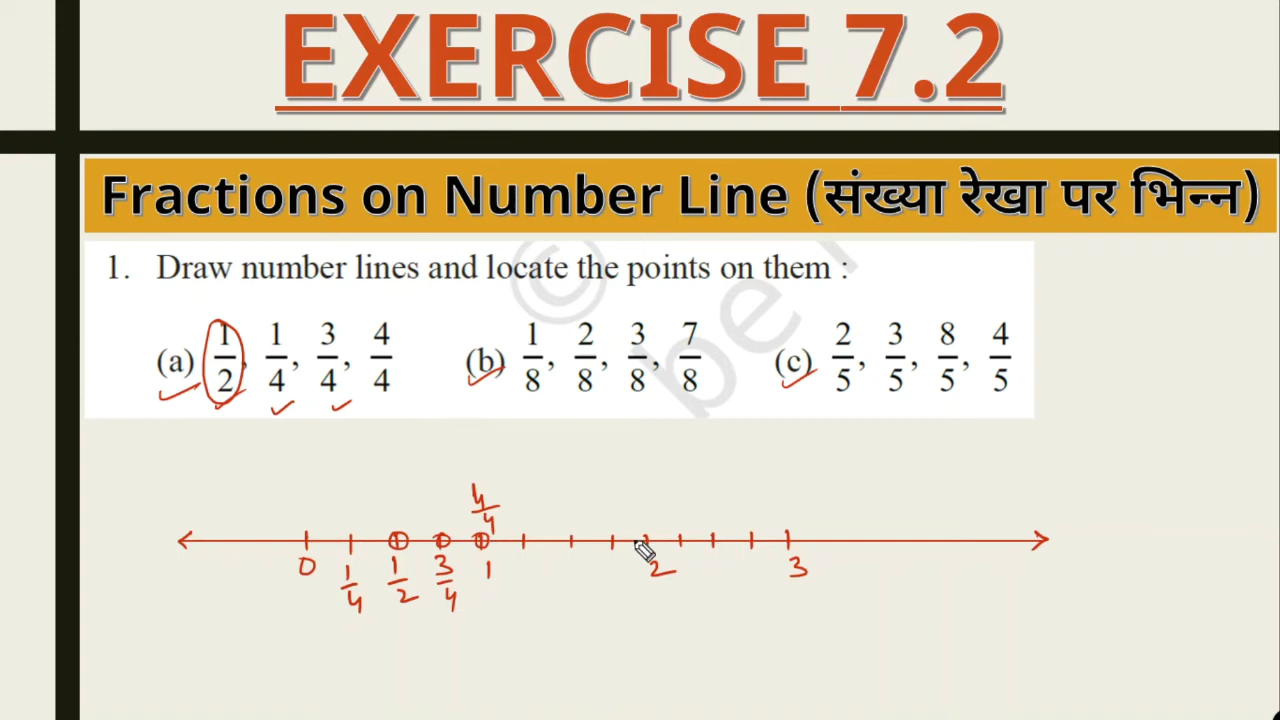 EXERCISE 7.2
Fractions on Number Line (संख्या रेखा पर भिन्न)
1. Draw number lines and locate the points on them :
(a) 1/2, 1/4, 3/4, 4/4 (b) 1/8, 2/8, 3/8, 7/8 (c) 2/5, 3/5, 8/5, 4/5
© be r
4/4
0 1/4 1/2 3/4 1 2 3